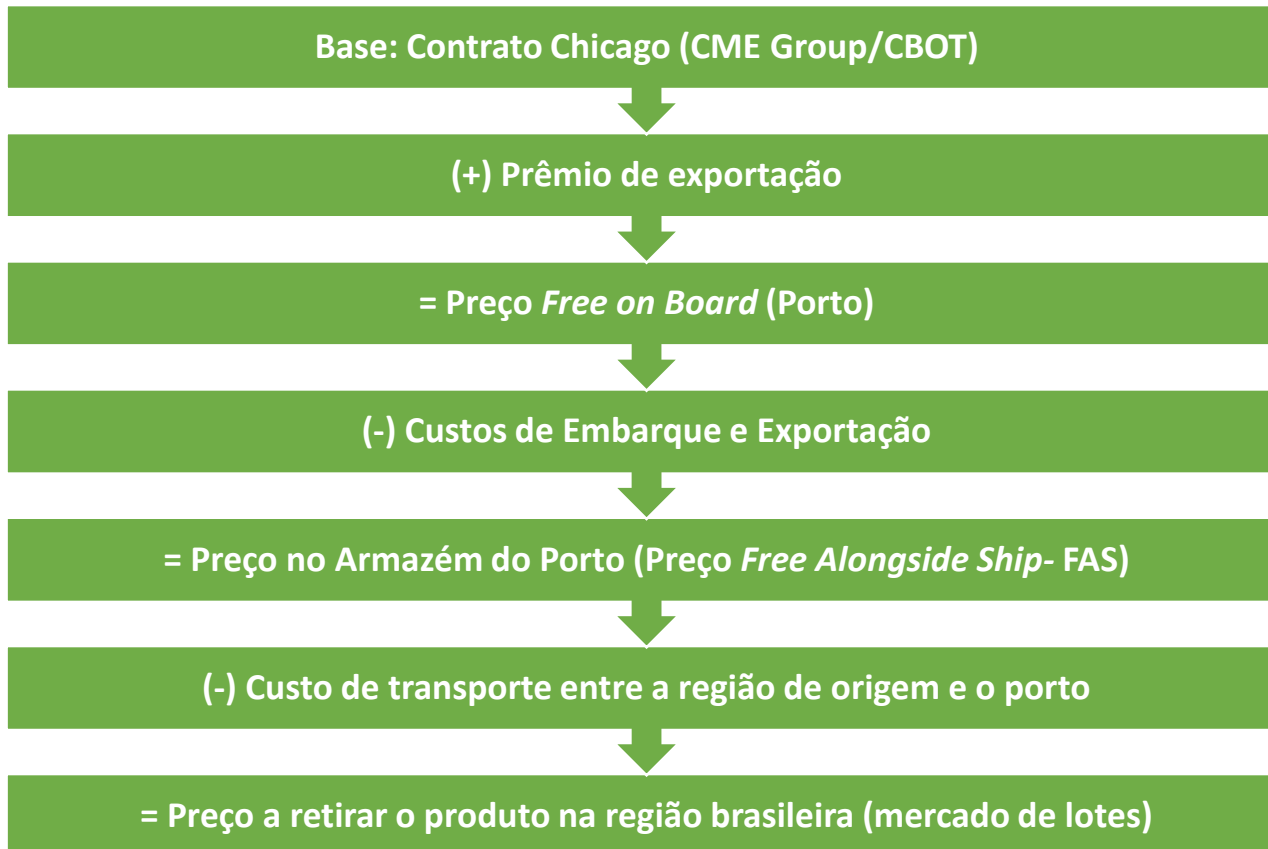 Base: Contrato Chicago (CME Group/CBOT)
(+) Prêmio de exportação
= Preço Free on Board (Porto)
(-) Custos de Embarque e Exportação
= Preço no Armazém do Porto (Preço Free Alongside Ship- FAS)
(-) Custo de transporte entre a região de origem e o porto
= Preço a retirar o produto na região brasileira (mercado de lotes)